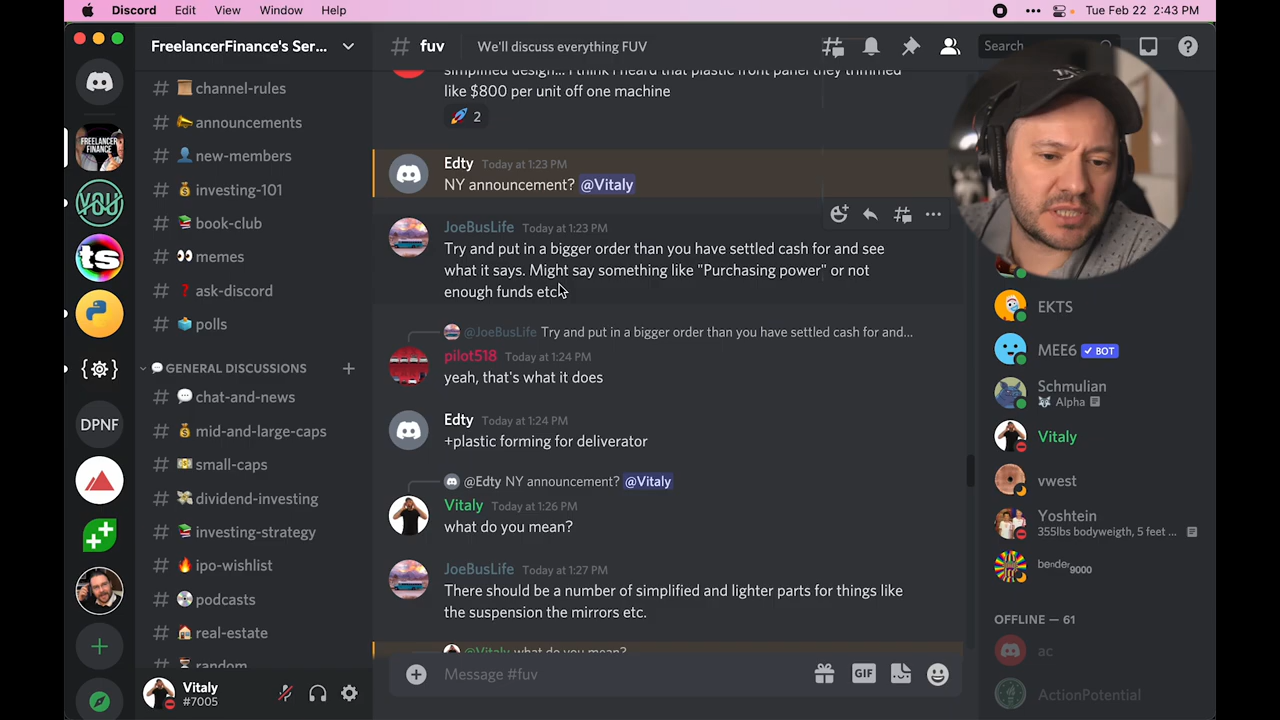 Discord Edit View Window Help
Tue Feb 22 2:43 PM
FreelancerFinance's Ser...
# fuv We'll discuss everything FUV
Search
# channel-rules
# announcements
# new-members
# investing-101
# book-club
# memes
# ask-discord
# polls
GENERAL DISCUSSIONS
# chat-and-news
# mid-and-large-caps
# small-caps
# dividend-investing
# investing-strategy
# ipo-wishlist
# podcasts
# real-estate
# random
FREELANCER
FINANCE
YOU
ts
DPNF
Vitaly
#7005
simplified design... I think I heard that plastic front panel they trimmed
like $800 per unit off one machine
2
Edty Today at 1:23 PM
NY announcement? @Vitaly
JoeBusLife Today at 1:23 PM
Try and put in a bigger order than you have settled cash for and see
what it says. Might say something like "Purchasing power" or not
enough funds etc.
@JoeBusLife Try and put in a bigger order than you have settled cash for and...
pilot518 Today at 1:24 PM
yeah, that's what it does
Edty Today at 1:24 PM
+plastic forming for deliverator
@Edty NY announcement? @Vitaly
Vitaly Today at 1:26 PM
what do you mean?
JoeBusLife Today at 1:27 PM
There should be a number of simplified and lighter parts for things like
the suspension the mirrors etc.
@Vitaly what do you mean?
Message #fuv
GIF
EKTS
MEE6 ✓ BOT
Schmulian
Alpha
Vitaly
vwest
Yoshtein
355lbs bodyweigth, 5 feet ...
bender9000
OFFLINE — 61
ac
ActionPotential